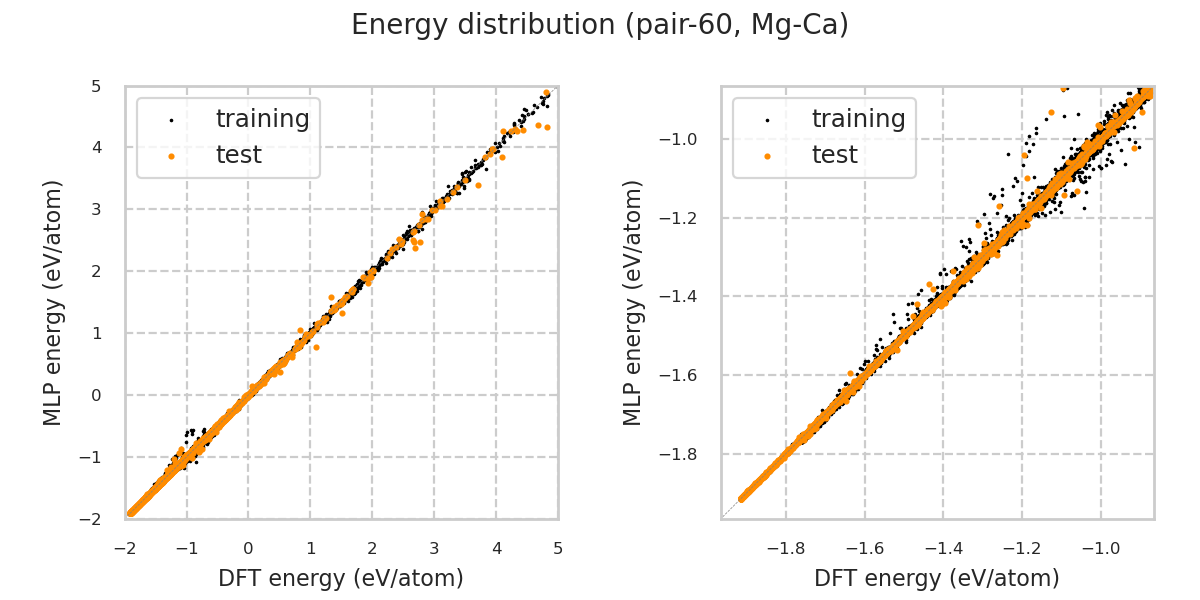 Energy distribution (pair-60, Mg-Ca)
training
test
5
4
3
2
1
0
−1
−2
−2
−1
0
1
2
3
4
5
MLP energy (eV/atom)
DFT energy (eV/atom)
training
test
−1.0
−1.2
−1.4
−1.6
−1.8
−1.8
−1.6
−1.4
−1.2
−1.0
MLP energy (eV/atom)
DFT energy (eV/atom)